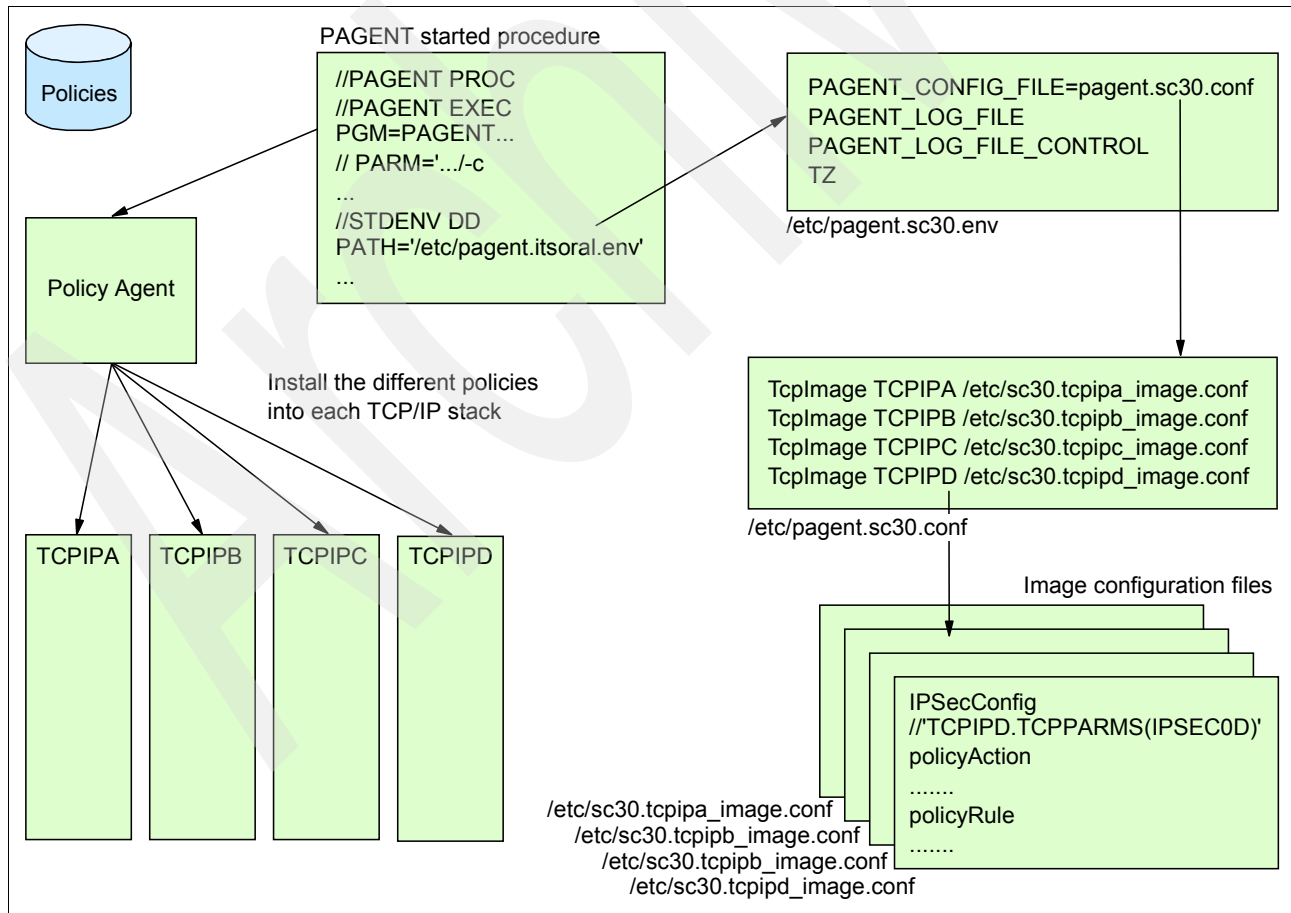 PAGENT started procedure
Policies
//PAGENT PROC
//PAGENT EXEC
PGM=PAGENT...
// PARM='.../-c
...
//STDENV DD
PATH='/etc/pagent.itsoral.env'
...
PAGENT_CONFIG_FILE=pagent.sc30.conf
PAGENT_LOG_FILE
PAGENT_LOG_FILE_CONTROL
TZ
/etc/pagent.sc30.env
Policy Agent
Install the different policies
into each TCP/IP stack
TcpImage TCPIPA /etc/sc30.tcpipa_image.conf
TcpImage TCPIPB /etc/sc30.tcpipb_image.conf
TcpImage TCPIPC /etc/sc30.tcpipc_image.conf
TcpImage TCPIPD /etc/sc30.tcpipd_image.conf
/etc/pagent.sc30.conf
TCPIPA
TCPIPB
TCPIPC
TCPIPD
Image configuration files
IPSecConfig
//'TCPIPD.TCPPARMS(IPSEC0D)'
policyAction
.......
policyRule
.......
/etc/sc30.tcpipa_image.conf
/etc/sc30.tcpipb_image.conf
/etc/sc30.tcpipb_image.conf
/etc/sc30.tcpipd_image.conf